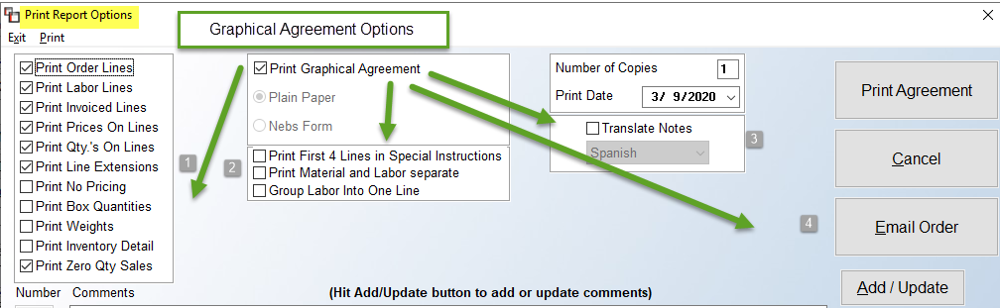 Print Report Options
Exit Print
Graphical Agreement Options
Print Order Lines
Print Labor Lines
Print Invoiced Lines
Print Prices On Lines
Print Qty.'s On Lines
Print Line Extensions
Print No Pricing
Print Box Quantities
Print Weights
Print Inventory Detail
Print Zero Qty Sales
1
Print Graphical Agreement
Plain Paper
Nebs Form
2
Print First 4 Lines in Special Instructions
Print Material and Labor separate
Group Labor Into One Line
Number of Copies 1
Print Date 3/ 9/2020
Translate Notes
Spanish
3
Print Agreement
Cancel
4
Email Order
Add / Update
Number Comments (Hit Add/Update button to add or update comments)